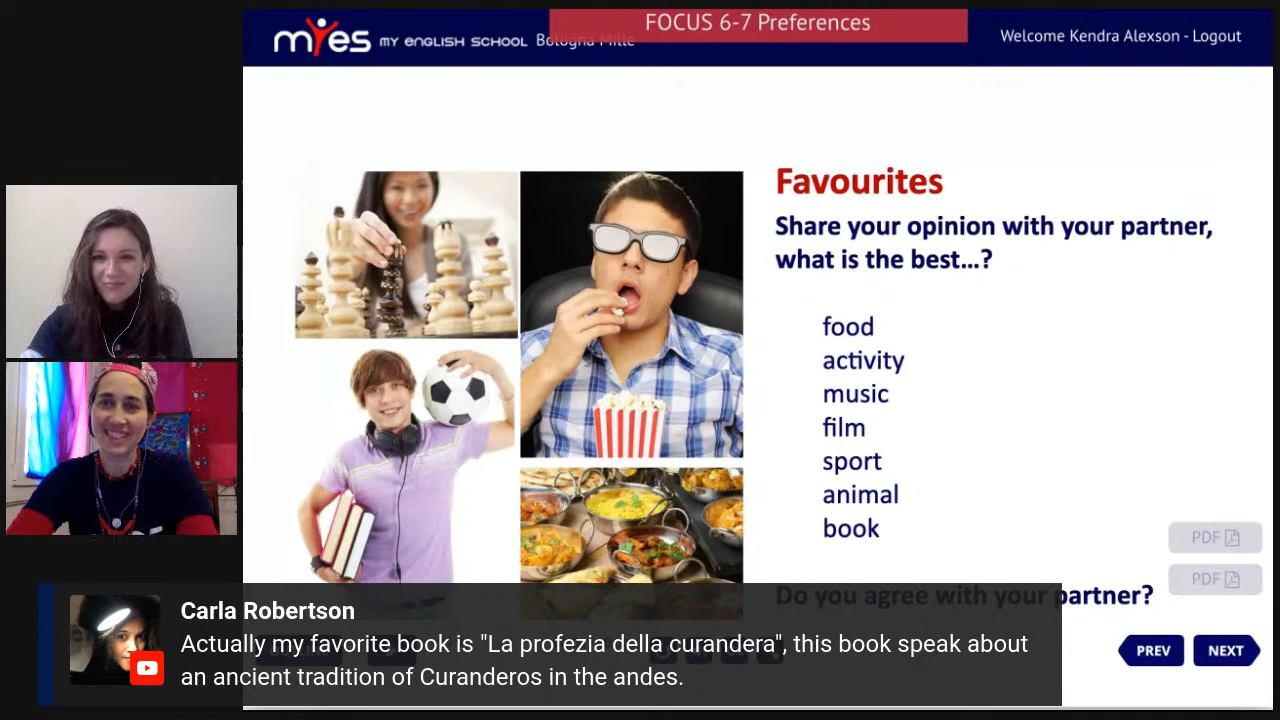 FOCUS 6-7 Preferences
myes MY ENGLISH SCHOOL Bologna Mille
Welcome Kendra Alexson - Logout
Favourites
Share your opinion with your partner,
what is the best...?
food
activity
music
film
sport
animal
book
PDF
PDF
Do you agree with your partner?
PREV NEXT
Carla Robertson
Actually my favorite book is "La profezia della curandera", this book speak about
an ancient tradition of Curanderos in the andes.